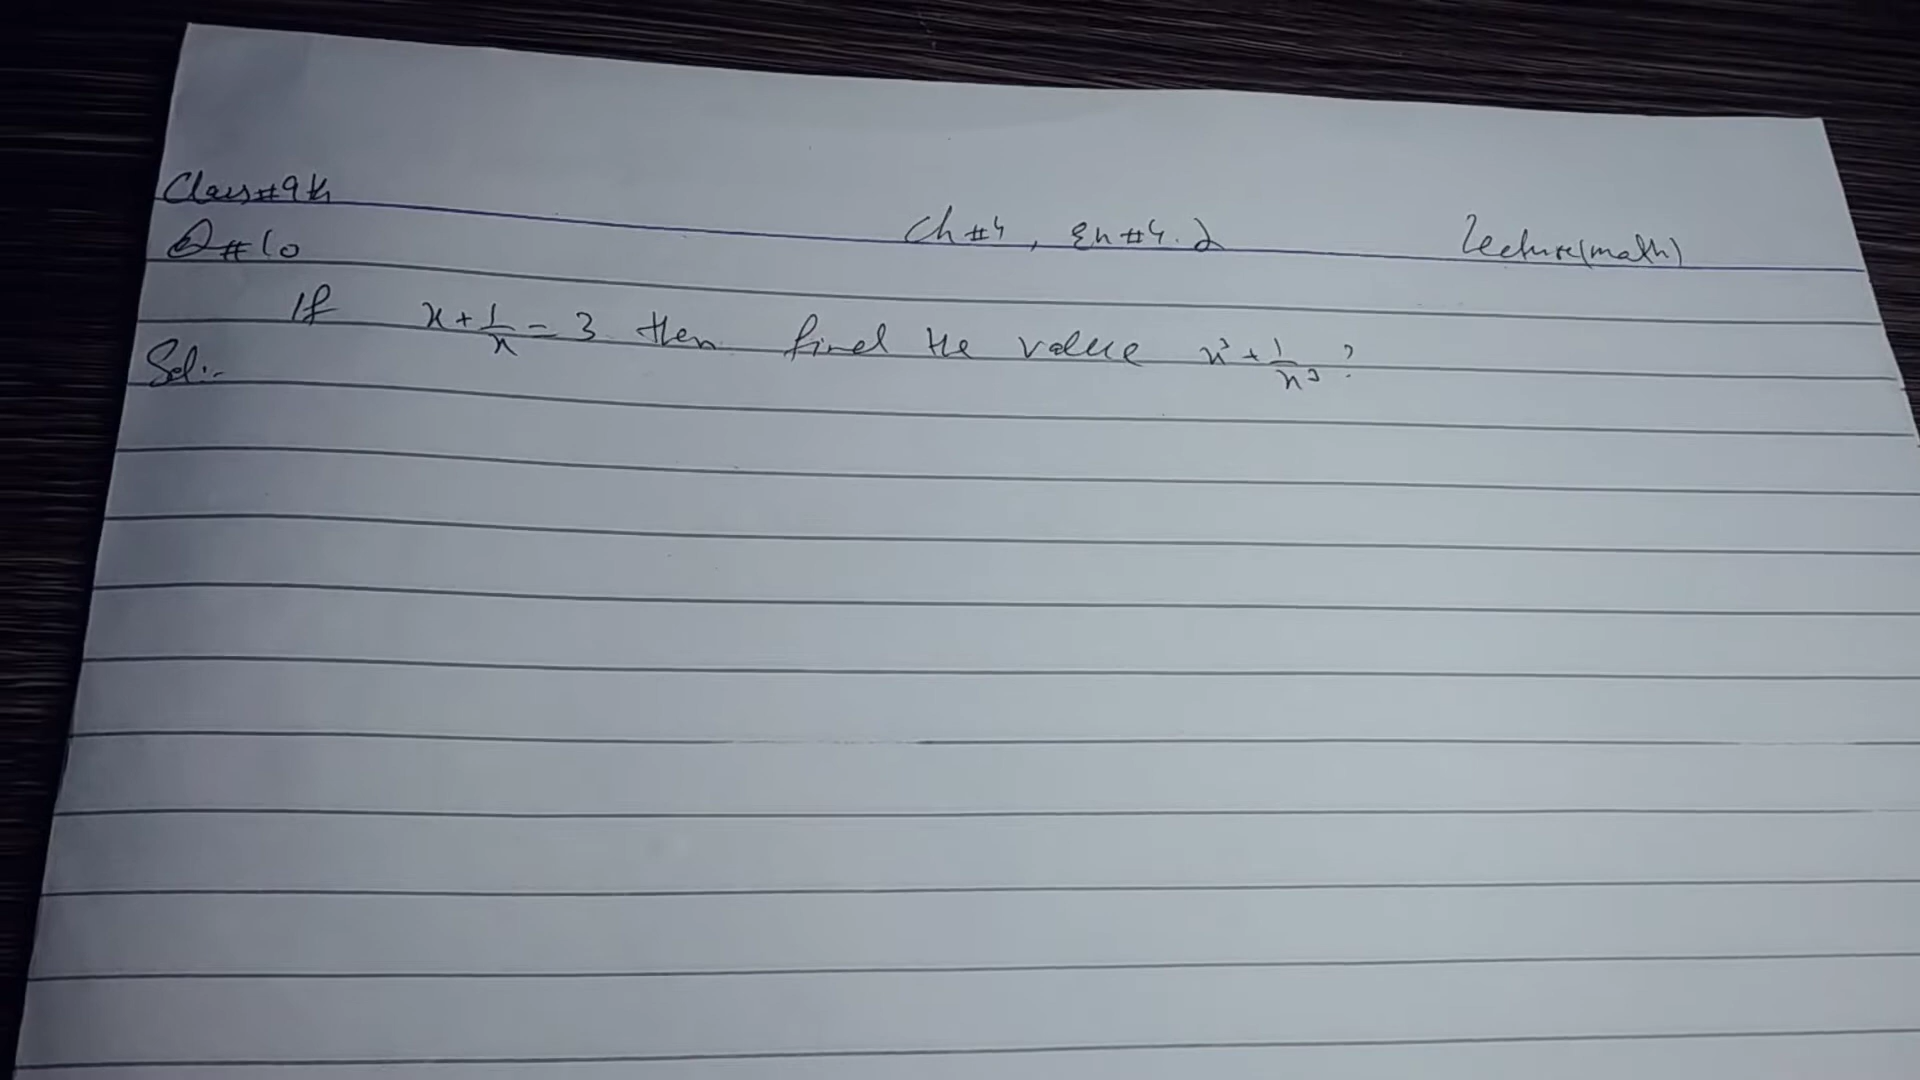 Class#9th
Ch#4, Ex#4.2 Lecture(math)
Q#10
If x+1/x=3 then find the value x³+1/x³?
Sol:-